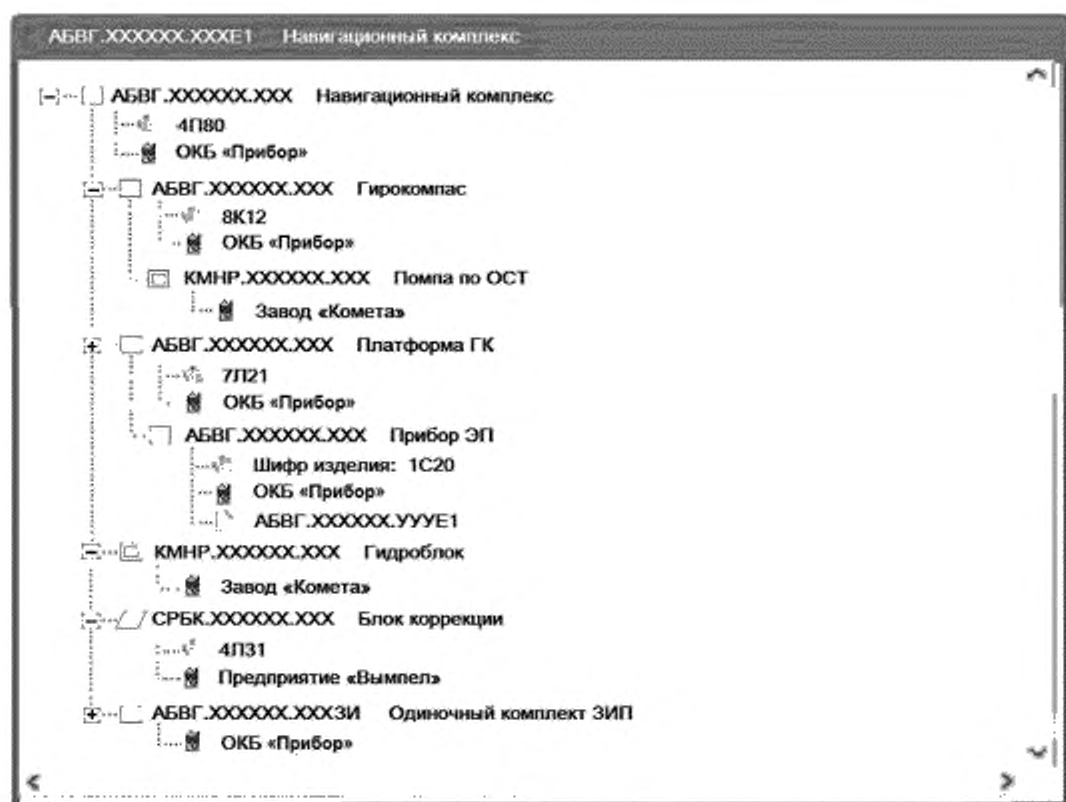 АБВГ.XXXXXX.XXXE1 Навигационный комплекс
АБВГ.XXXXXX.XXX Навигационный комплекс
4П80
ОКБ «Прибор»
АБВГ.XXXXXX.XXX Гирокомпас
8К12
ОКБ «Прибор»
КМНР.XXXXXX.XXX Помпа по ОСТ
Завод «Комета»
АБВГ.XXXXXX.XXX Платформа ГК
7Л21
ОКБ «Прибор»
АБВГ.XXXXXX.XXX Прибор ЭП
Шифр изделия: 1С20
ОКБ «Прибор»
АБВГ.XXXXXX.УУУЕ1
КМНР.XXXXXX.XXX Гидроблок
Завод «Комета»
СРБК.XXXXXX.XXX Блок коррекции
4Л31
Предприятие «Вымпел»
АБВГ.XXXXXX.XXXЗИ Одиночный комплект ЗИП
ОКБ «Прибор»